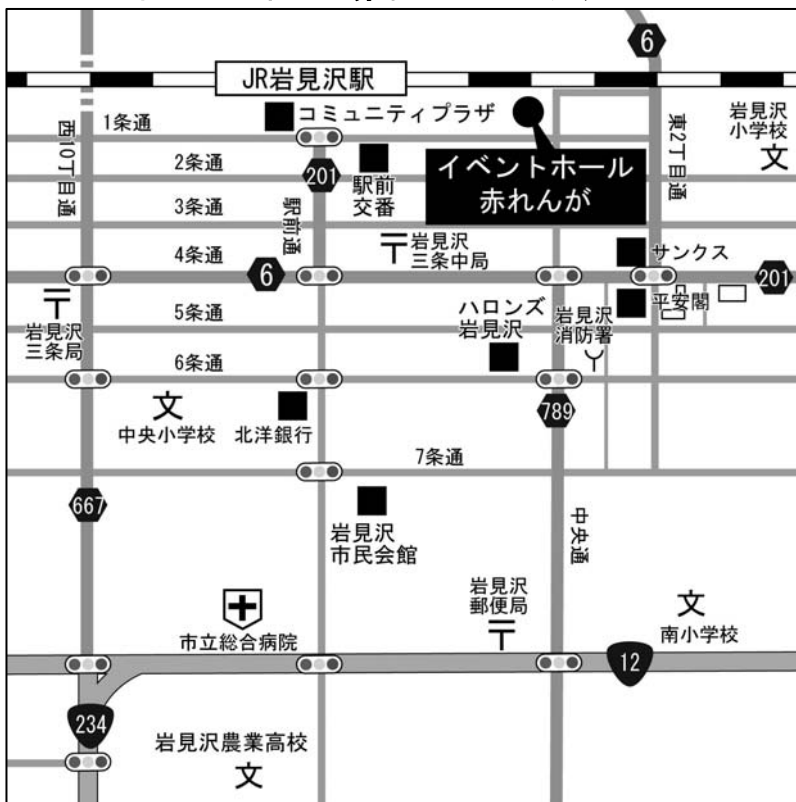 6
JR岩見沢駅
コミュニティプラザ
岩見沢
小学校
文
1条通
西10丁目通
2条通
201
駅前
交番
イベントホール
赤れんが
東2丁目通
3条通
駅前通
4条通
岩見沢
三条中局
サンクス
6
201
岩見沢
三条局
5条通
ハロンズ
岩見沢
岩見沢
消防署
平安閣
6条通
文
中央小学校
北洋銀行
789
7条通
667
岩見沢
市民会館
中央通
市立総合病院
岩見沢
郵便局
文
南小学校
12
234
岩見沢農業高校
文